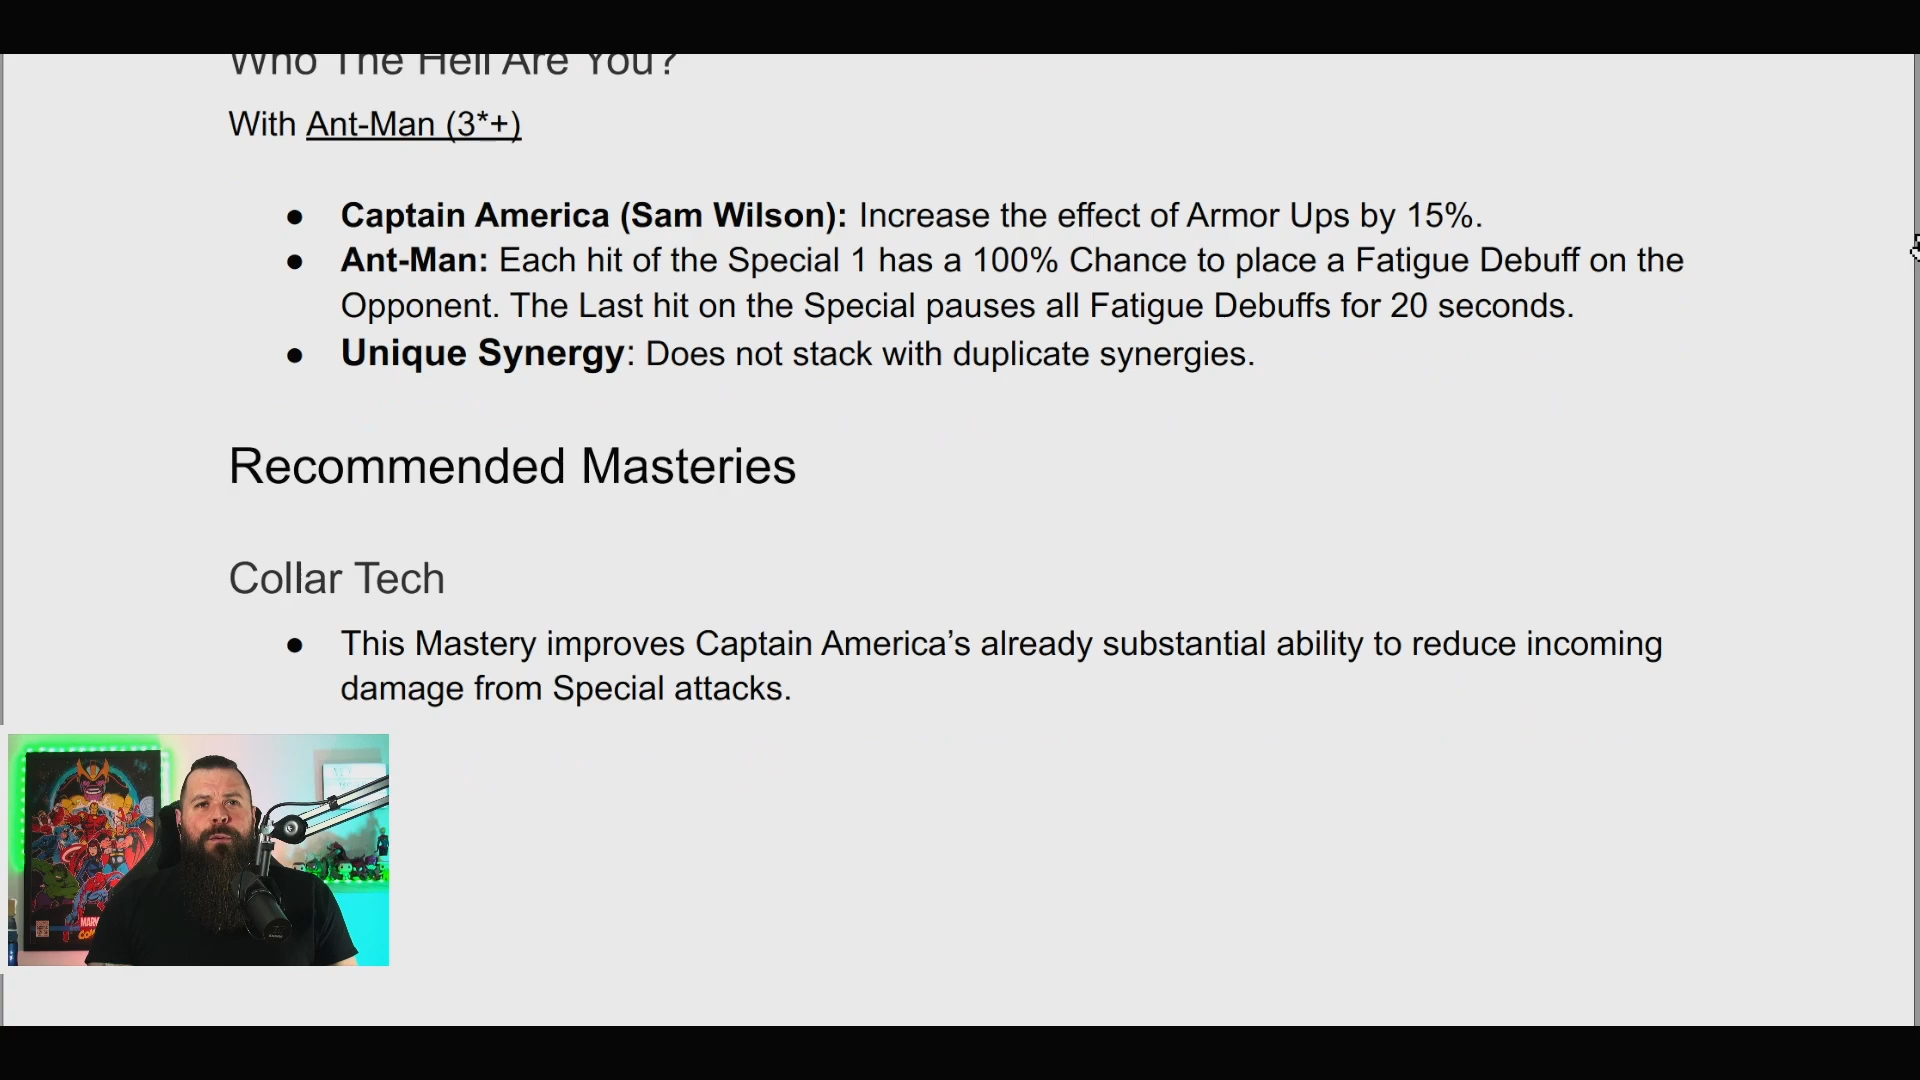 Who The Hell Are You?
With Ant-Man (3*+)
● Captain America (Sam Wilson): Increase the effect of Armor Ups by 15%.
● Ant-Man: Each hit of the Special 1 has a 100% Chance to place a Fatigue Debuff on the
Opponent. The Last hit on the Special pauses all Fatigue Debuffs for 20 seconds.
● Unique Synergy: Does not stack with duplicate synergies.
Recommended Masteries
Collar Tech
● This Mastery improves Captain America’s already substantial ability to reduce incoming
damage from Special attacks.